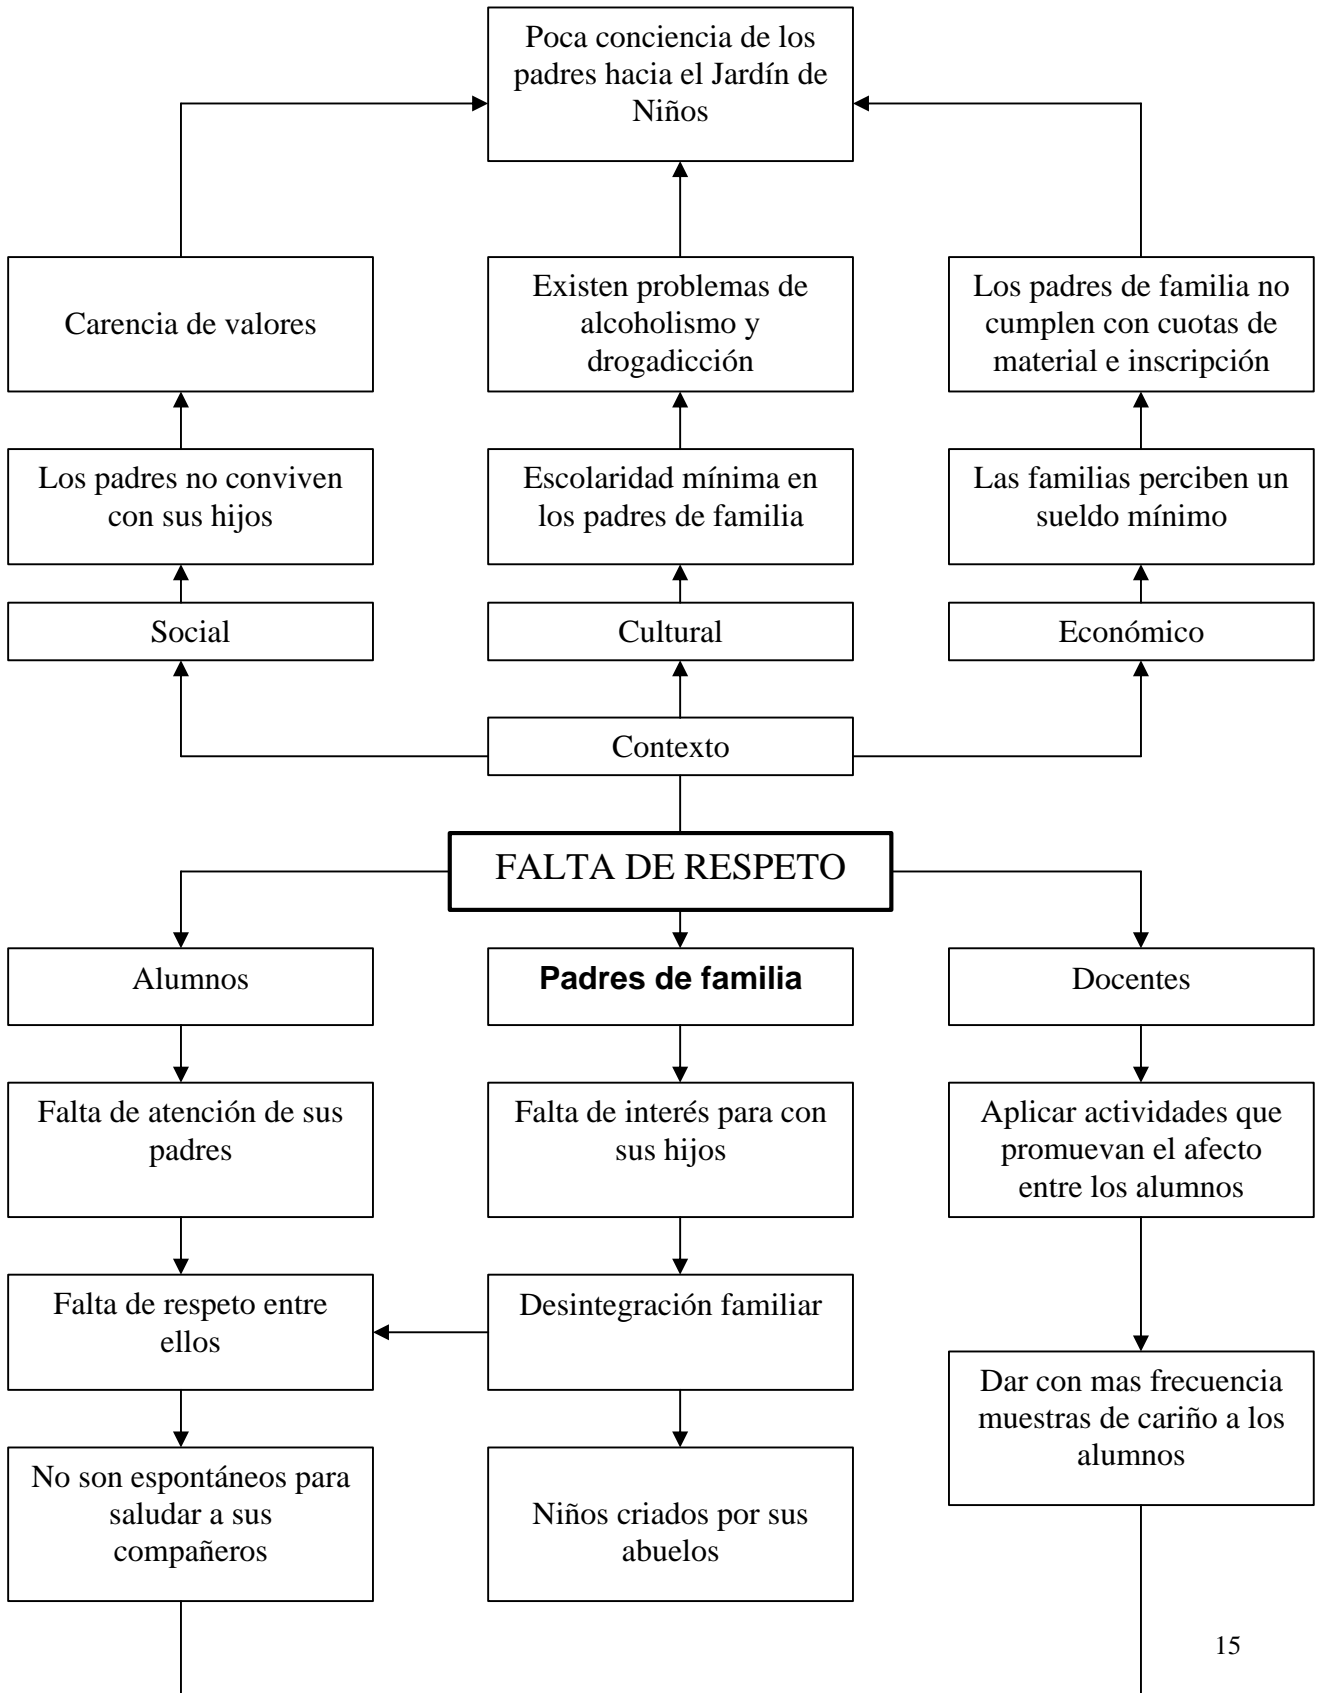 Poca conciencia de los
padres hacia el Jardín de
Niños
Carencia de valores
Existen problemas de
alcoholismo y
drogadicción
Los padres de familia no
cumplen con cuotas de
material e inscripción
Los padres no conviven
con sus hijos
Escolaridad mínima en
los padres de familia
Las familias perciben un
sueldo mínimo
Social
Cultural
Económico
Contexto
FALTA DE RESPETO
Alumnos
Padres de familia
Docentes
Falta de atención de sus
padres
Falta de interés para con
sus hijos
Aplicar actividades que
promuevan el afecto
entre los alumnos
Falta de respeto entre
ellos
Desintegración familiar
Dar con mas frecuencia
muestras de cariño a los
alumnos
No son espontáneos para
saludar a sus
compañeros
Niños criados por sus
abuelos
15